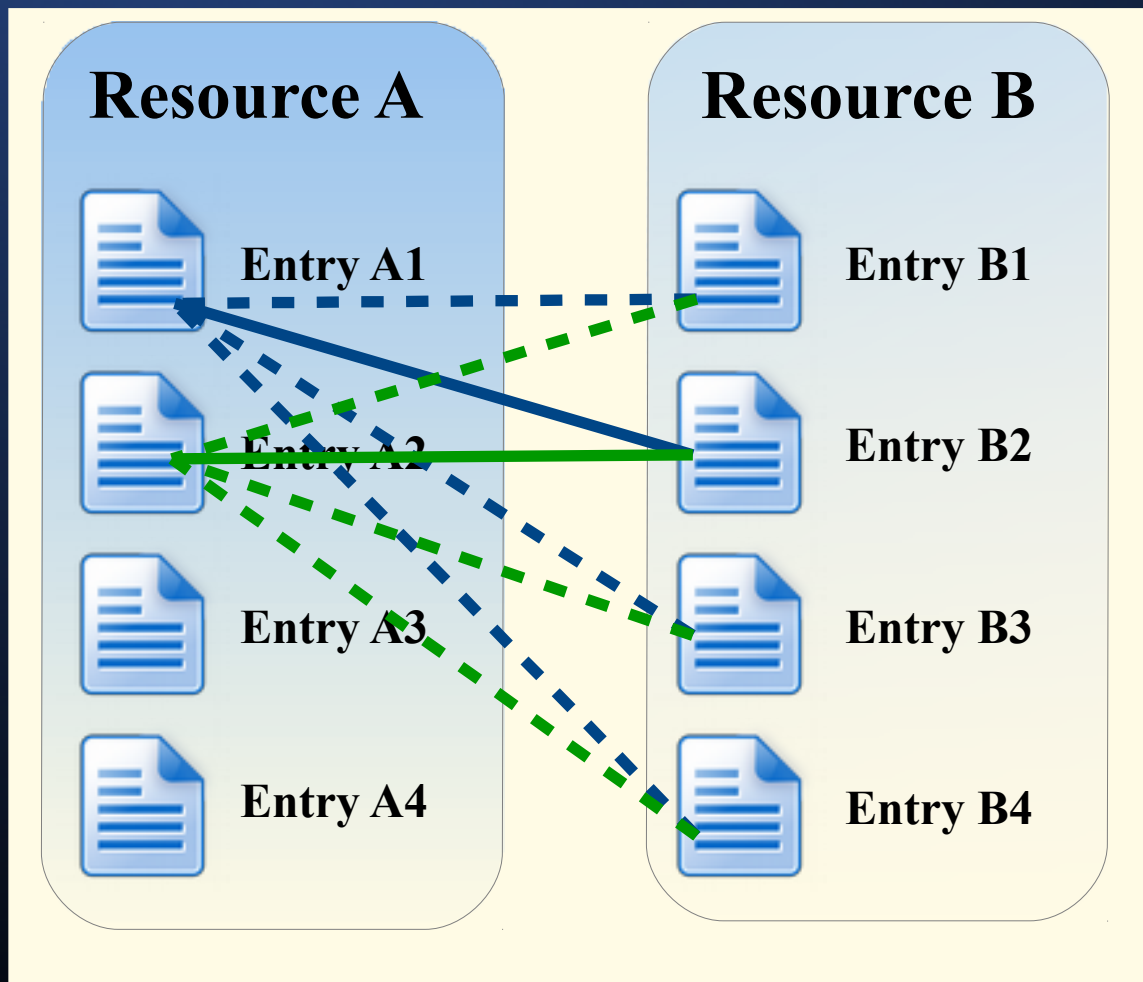 Resource A
Resource B
Entry A1
Entry B1
Entry A2
Entry B2
Entry A3
Entry B3
Entry A4
Entry B4